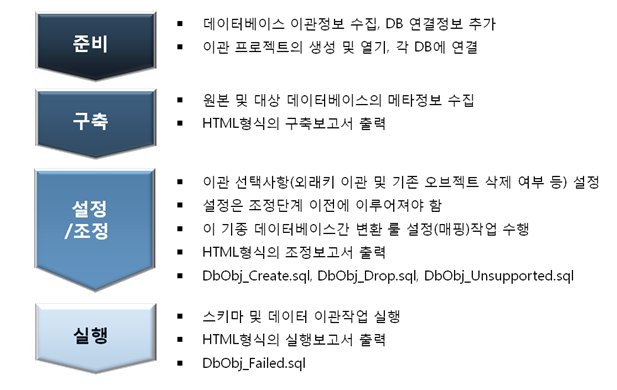 준비
▪ 데이터베이스 이관정보 수집, DB 연결정보 추가
▪ 이관 프로젝트의 생성 및 열기, 각 DB에 연결
구축
▪ 원본 및 대상 데이터베이스의 메타정보 수집
▪ HTML형식의 구축보고서 출력
설정
/조정
▪ 이관 선택사항(외래키 이관 및 기존 오브젝트 삭제 여부 등) 설정
▪ 설정은 조정단계 이전에 이루어져야 함
▪ 이 기종 데이터베이스간 변환 룰 설정(매핑)작업 수행
▪ HTML형식의 조정보고서 출력
▪ DbObj_Create.sql, DbObj_Drop.sql, DbObj_Unsupported.sql
실행
▪ 스키마 및 데이터 이관작업 실행
▪ HTML형식의 실행보고서 출력
▪ DbObj_Failed.sql